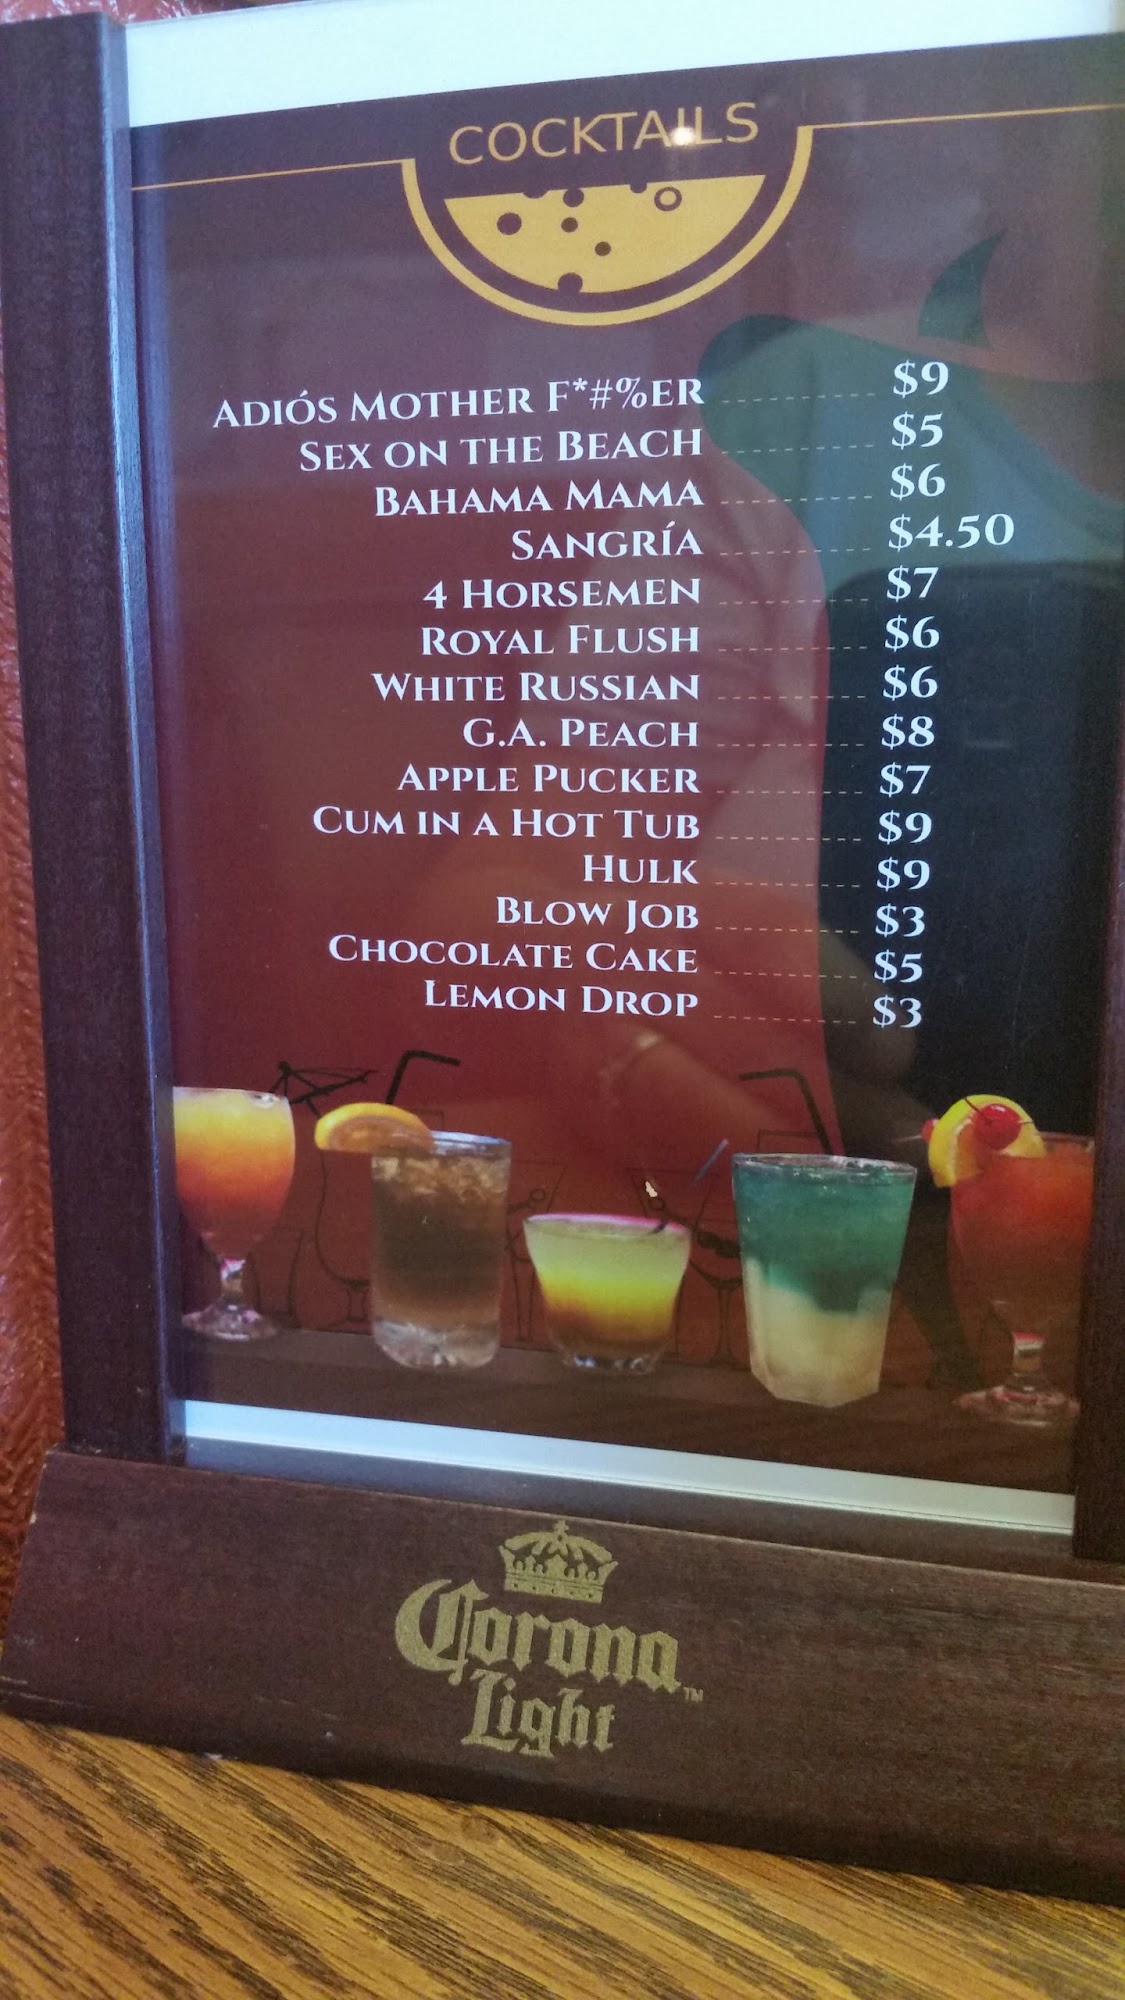 COCKTAILS
Adiós Mother F*#%er $9
Sex on the Beach $5
Bahama Mama $6
Sangría $4.50
4 Horsemen $7
Royal Flush $6
White Russian $6
G.A. Peach $8
Apple Pucker $7
Cum in a Hot Tub $9
Hulk $9
Blow Job $3
Chocolate Cake $5
Lemon Drop $3
Corona
Light™